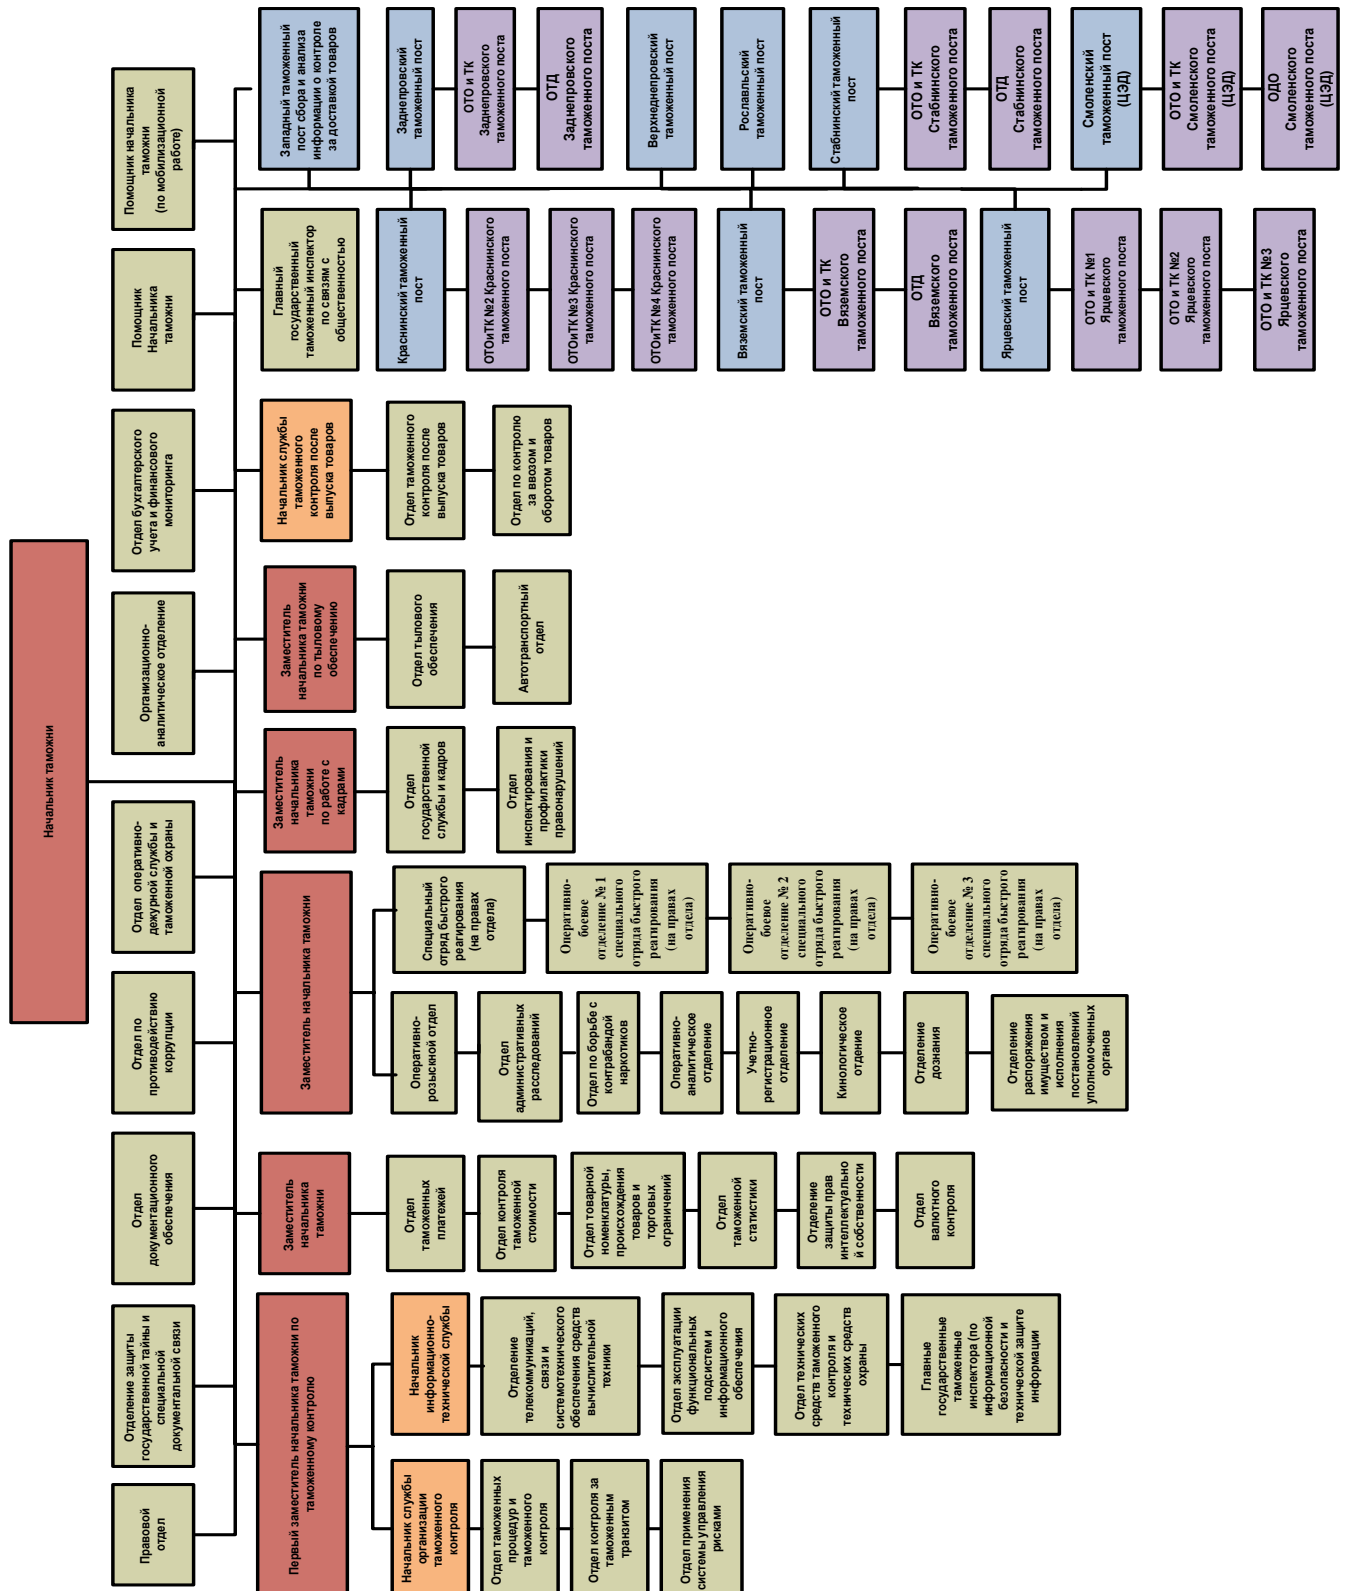 Начальник таможни
Правовой
отдел
Отделение защиты
государственной тайны и
специальной
документальной связи
Отдел
документационного
обеспечения
Отдел по
противодействию
коррупции
Отдел оперативно-
дежурной службы и
таможенной охраны
Организационно-
аналитическое отделение
Отдел бухгалтерского
учета и финансового
мониторинга
Помощник
Начальника
таможни
Помощник начальника
таможни
(по мобилизационной
работе)
Первый заместитель начальника таможни по
таможенному контролю
Начальник службы
организации
таможенного
контроля
Отдел таможенных
процедур и
таможенного
контроля
Отдел контроля за
таможенным
транзитом
Отдел применения
системы управления
рисками
Начальник
информационно-
технической службы
Отделение
телекоммуникаций,
связи и
системотехнического
обеспечения средств
вычислительной
техники
Отдел эксплуатации
функциональных
подсистем и
информационного
обеспечения
Отдел технических
средств таможенного
контроля и
технических средств
охраны
Главные
государственные
таможенные
инспектора (по
информационной
безопасности и
технической защите
информации
Заместитель
начальника
таможни
Отдел
таможенных
платежей
Отдел контроля
таможенной
стоимости
Отдел товарной
номенклатуры,
происхождения
товаров и
торговых
ограничений
Отдел
таможенной
статистики
Отделение
защиты прав
интеллектуально
й собственности
Отдел
валютного
контроля
Заместитель начальника таможни
Оперативно-
розыскной отдел
Отдел
административных
расследований
Отдел по борьбе с
контрабандой
наркотиков
Оперативно-
аналитическое
отделение
Учетно-
регистрационное
отделение
Кинологическое
отдение
Отделение
дознания
Отделение
распоряжения
имуществом и
исполнения
постановлений
уполномоченных
органов
Специальный
отряд быстрого
реагирования
(на правах
отдела)
Оперативно-
боевое
отделение № 1
специального
отряда быстрого
реагирования
(на правах
отдела)
Оперативно-
боевое
отделение № 2
специального
отряда быстрого
реагирования
(на правах
отдела)
Оперативно-
боевое
отделение № 3
специального
отряда быстрого
реагирования
(на правах
отдела)
Заместитель
начальника
таможни
по работе с
кадрами
Отдел
государственной
службы и кадров
Отдел
инспектирования и
профилактики
правонарушений
Заместитель
начальника таможни
по тыловому
обеспечению
Отдел тылового
обеспечения
Автотранспортный
отдел
Начальник службы
таможенного
контроля после
выпуска товаров
Отдел таможенного
контроля после
выпуска товаров
Отдел по контролю
за ввозом и
оборотом товаров
Главный
государственный
таможенный инспектор
по связям с
общественностью
Краснинский таможенный
пост
ОТОиТК №2 Краснинского
таможенного поста
ОТОиТК №3 Краснинского
таможенного поста
ОТОиТК №4 Краснинского
таможенного поста
Вяземский таможенный
пост
ОТО и ТК
Вяземского
таможенного поста
ОТД
Вяземского
таможенного поста
Ярцевский таможенный
пост
ОТО и ТК №1
Ярцевского
таможенного поста
ОТО и ТК №2
Ярцевского
таможенного поста
ОТО и ТК №3
Ярцевского
таможенного поста
Западный таможенный
пост сбора и анализа
информации о контроле
за доставкой товаров
Заднепровский
таможенный пост
ОТО и ТК
Заднепровского
таможенного поста
ОТД
Заднепровского
таможенного поста
Верхнеднепровский
таможенный пост
Рославльский
таможенный пост
Стабнинский таможенный
пост
ОТО и ТК
Стабнинского
таможенного поста
ОТД
Стабнинского
таможенного поста
Смоленский
таможенный пост
(ЦЭД)
ОТО и ТК
Смоленского
таможенного поста
(ЦЭД)
ОДО
Смоленского
таможенного поста
(ЦЭД)